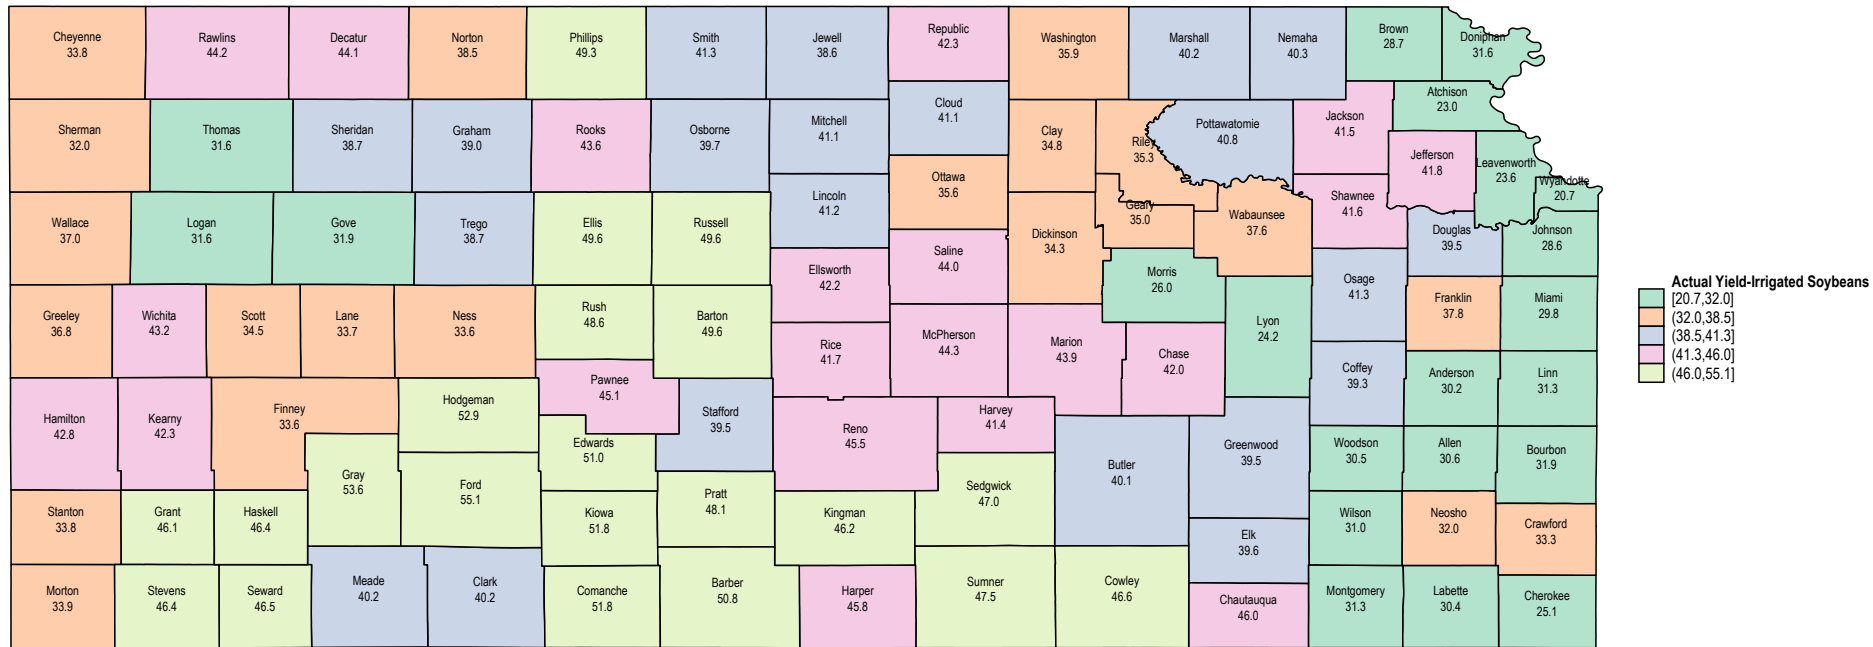 Cheyenne
33.8
Rawlins
44.2
Decatur
44.1
Norton
38.5
Phillips
49.3
Smith
41.3
Jewell
38.6
Republic
42.3
Washington
35.9
Marshall
40.2
Nemaha
40.3
Brown
28.7
Doniphan
31.6
Sherman
32.0
Thomas
31.6
Sheridan
38.7
Graham
39.0
Rooks
43.6
Osborne
39.7
Mitchell
41.1
Cloud
41.1
Clay
34.8
Riley
35.3
Pottawatomie
40.8
Jackson
41.5
Atchison
23.0
Jefferson
41.8
Leavenworth
23.6
Wyandotte
20.7
Wallace
37.0
Logan
31.6
Gove
31.9
Trego
38.7
Ellis
49.6
Russell
49.6
Lincoln
41.2
Ottawa
35.6
Saline
44.0
Dickinson
34.3
Geary
35.0
Wabaunsee
37.6
Shawnee
41.6
Douglas
39.5
Johnson
28.6
Greeley
36.8
Wichita
43.2
Scott
34.5
Lane
33.7
Ness
33.6
Rush
48.6
Barton
49.6
Ellsworth
42.2
Rice
41.7
McPherson
44.3
Marion
43.9
Morris
26.0
Chase
42.0
Lyon
24.2
Osage
41.3
Franklin
37.8
Miami
29.8
Hamilton
42.8
Kearny
42.3
Finney
33.6
Hodgeman
52.9
Pawnee
45.1
Stafford
39.5
Reno
45.5
Harvey
41.4
Butler
40.1
Greenwood
39.5
Coffey
39.3
Anderson
30.2
Linn
31.3
Gray
53.6
Ford
55.1
Edwards
51.0
Kiowa
51.8
Pratt
48.1
Kingman
46.2
Sedgwick
47.0
Woodson
30.5
Allen
30.6
Bourbon
31.9
Stanton
33.8
Grant
46.1
Haskell
46.4
Elk
39.6
Wilson
31.0
Neosho
32.0
Crawford
33.3
Morton
33.9
Stevens
46.4
Seward
46.5
Meade
40.2
Clark
40.2
Comanche
51.8
Barber
50.8
Harper
45.8
Sumner
47.5
Cowley
46.6
Chautauqua
46.0
Montgomery
31.3
Labette
30.4
Cherokee
25.1
Actual Yield-Irrigated Soybeans
[20.7,32.0]
(32.0,38.5]
(38.5,41.3]
(41.3,46.0]
(46.0,55.1]